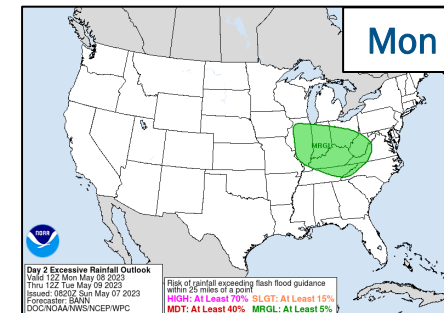 Mon
MRGL
NOAA
Day 2 Excessive Rainfall Outlook
Valid 12Z Mon May 08 2023
Thru 12Z Tue May 09 2023
Issued: 0820Z Sun May 07 2023
Forecaster: BANN
DOC/NOAA/NWS/NCEP/WPC
Risk of rainfall exceeding flash flood guidance
within 25 miles of a point
HIGH: At Least 70% SLGT: At Least 15%
MDT: At Least 40% MRGL: At Least 5%